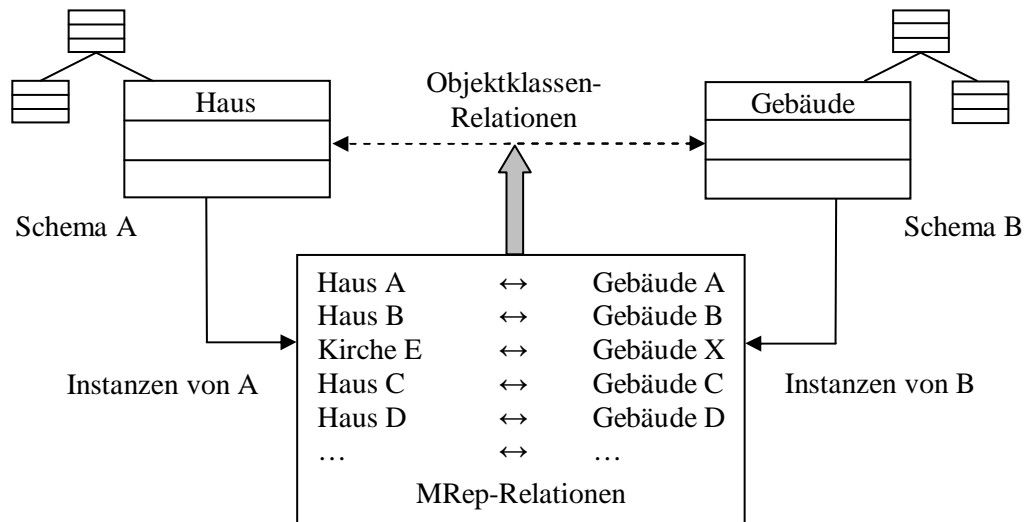 Haus
Objektklassen-
Relationen
Gebäude
Schema A
Schema B
Haus A ↔ Gebäude A
Haus B ↔ Gebäude B
Kirche E ↔ Gebäude X
Haus C ↔ Gebäude C
Haus D ↔ Gebäude D
… ↔ …
Instanzen von A
Instanzen von B
MRep-Relationen